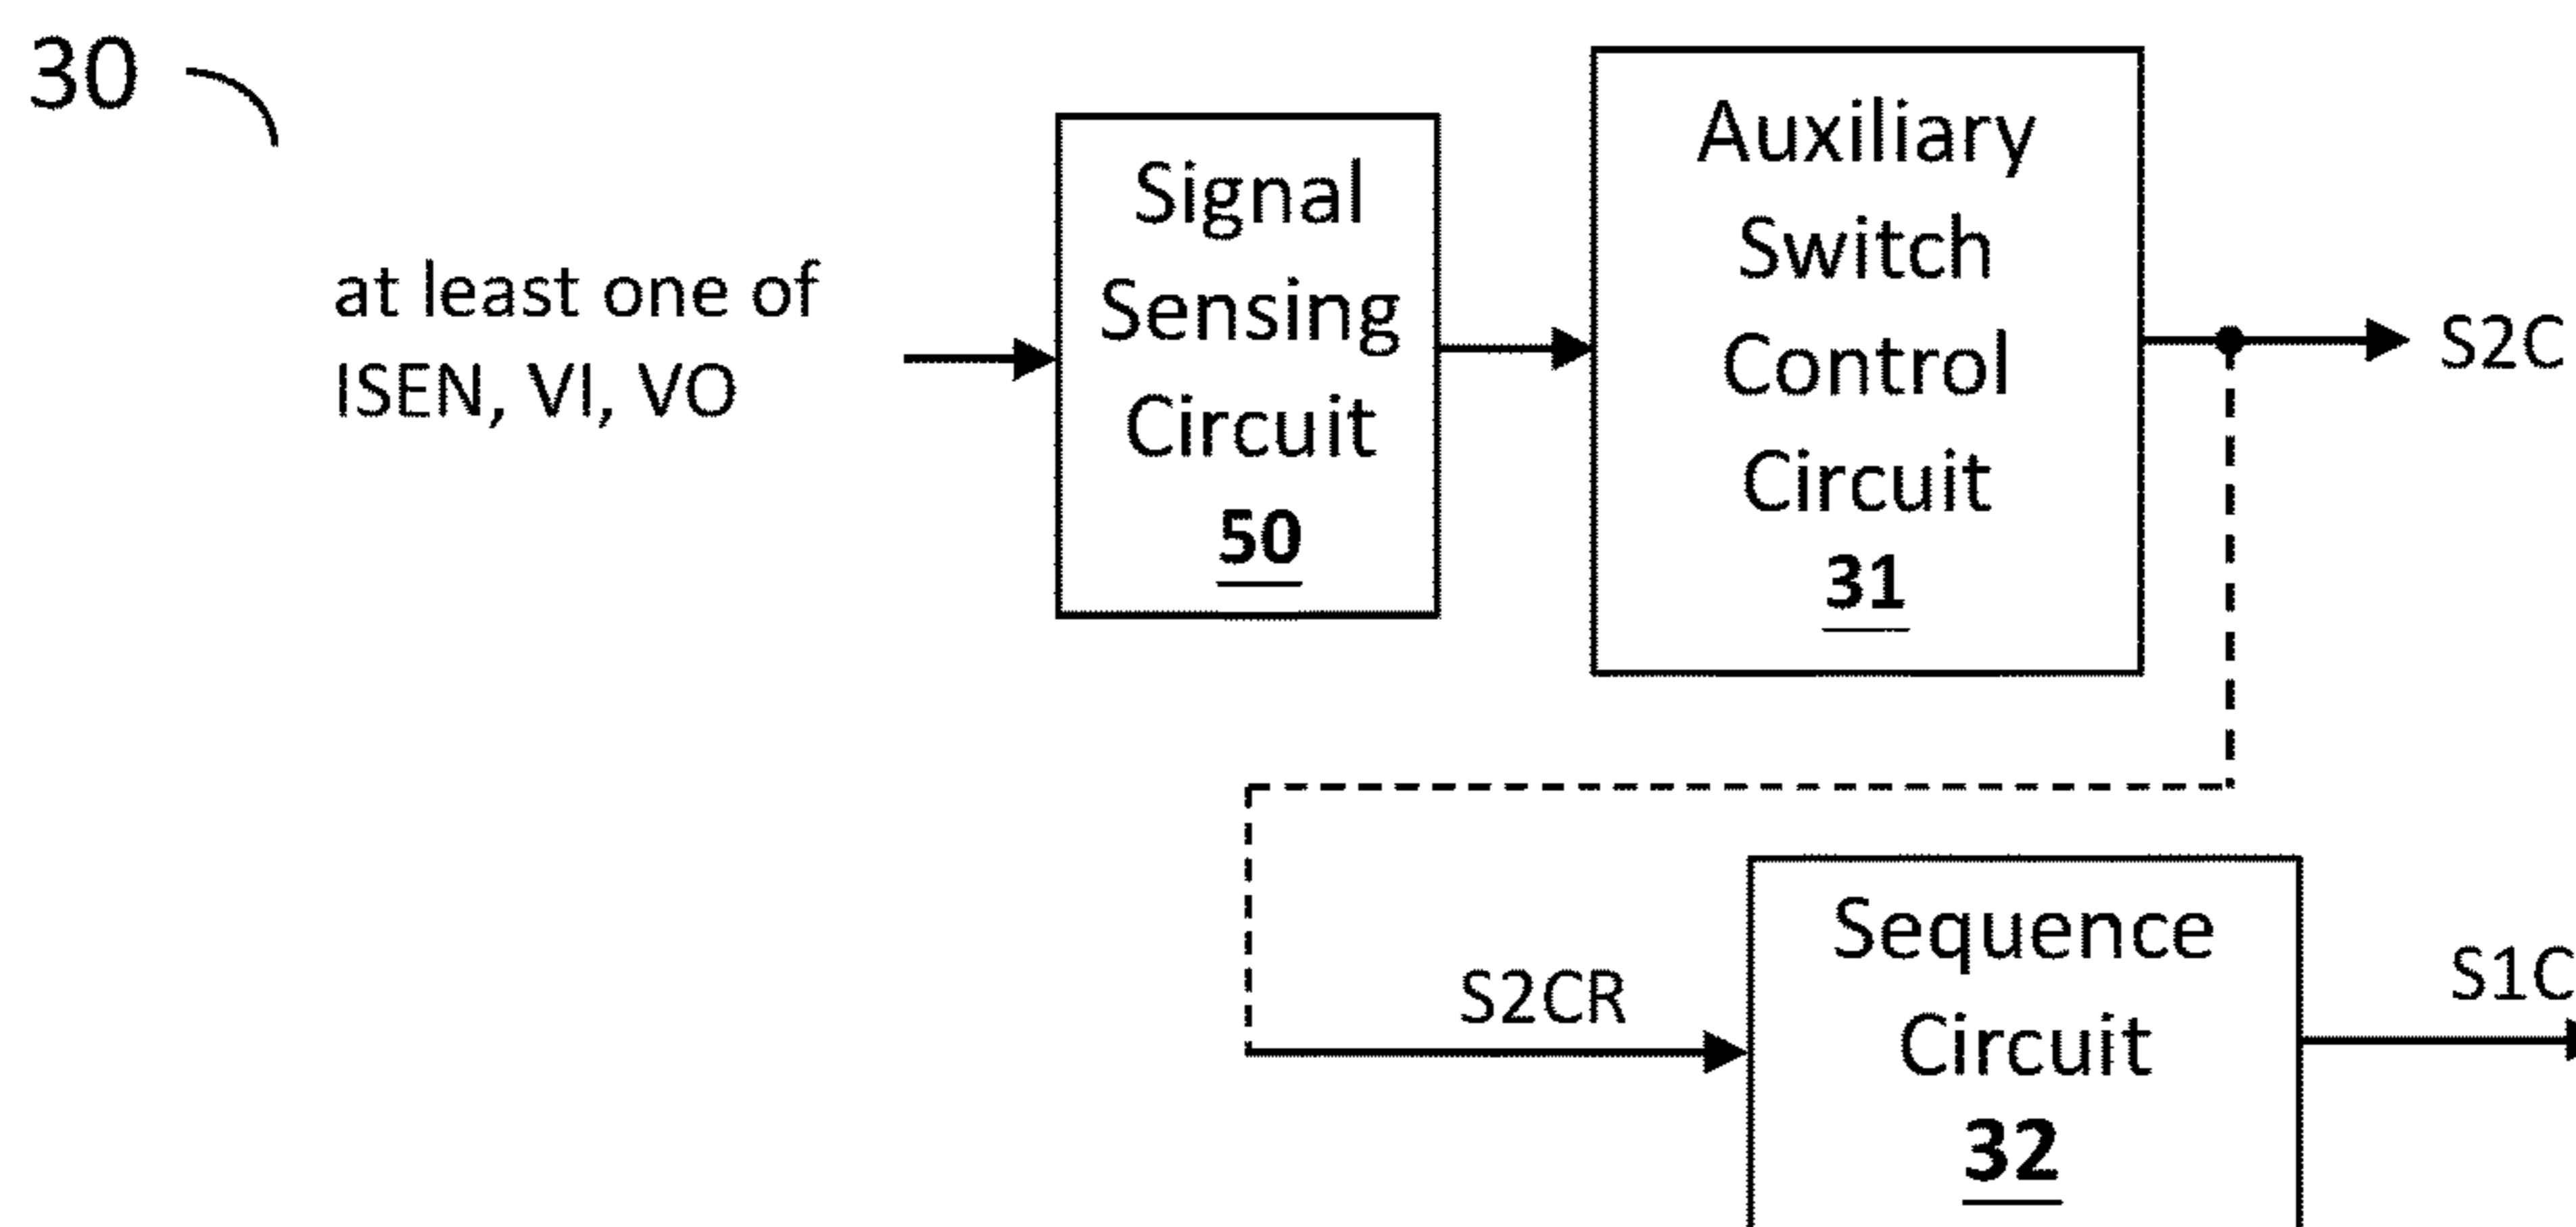 30
at least one of
ISEN, VI, VO
Signal
Sensing
Circuit
50
Auxiliary
Switch
Control
Circuit
31
S2C
S2CR
Sequence
Circuit
32
S1C